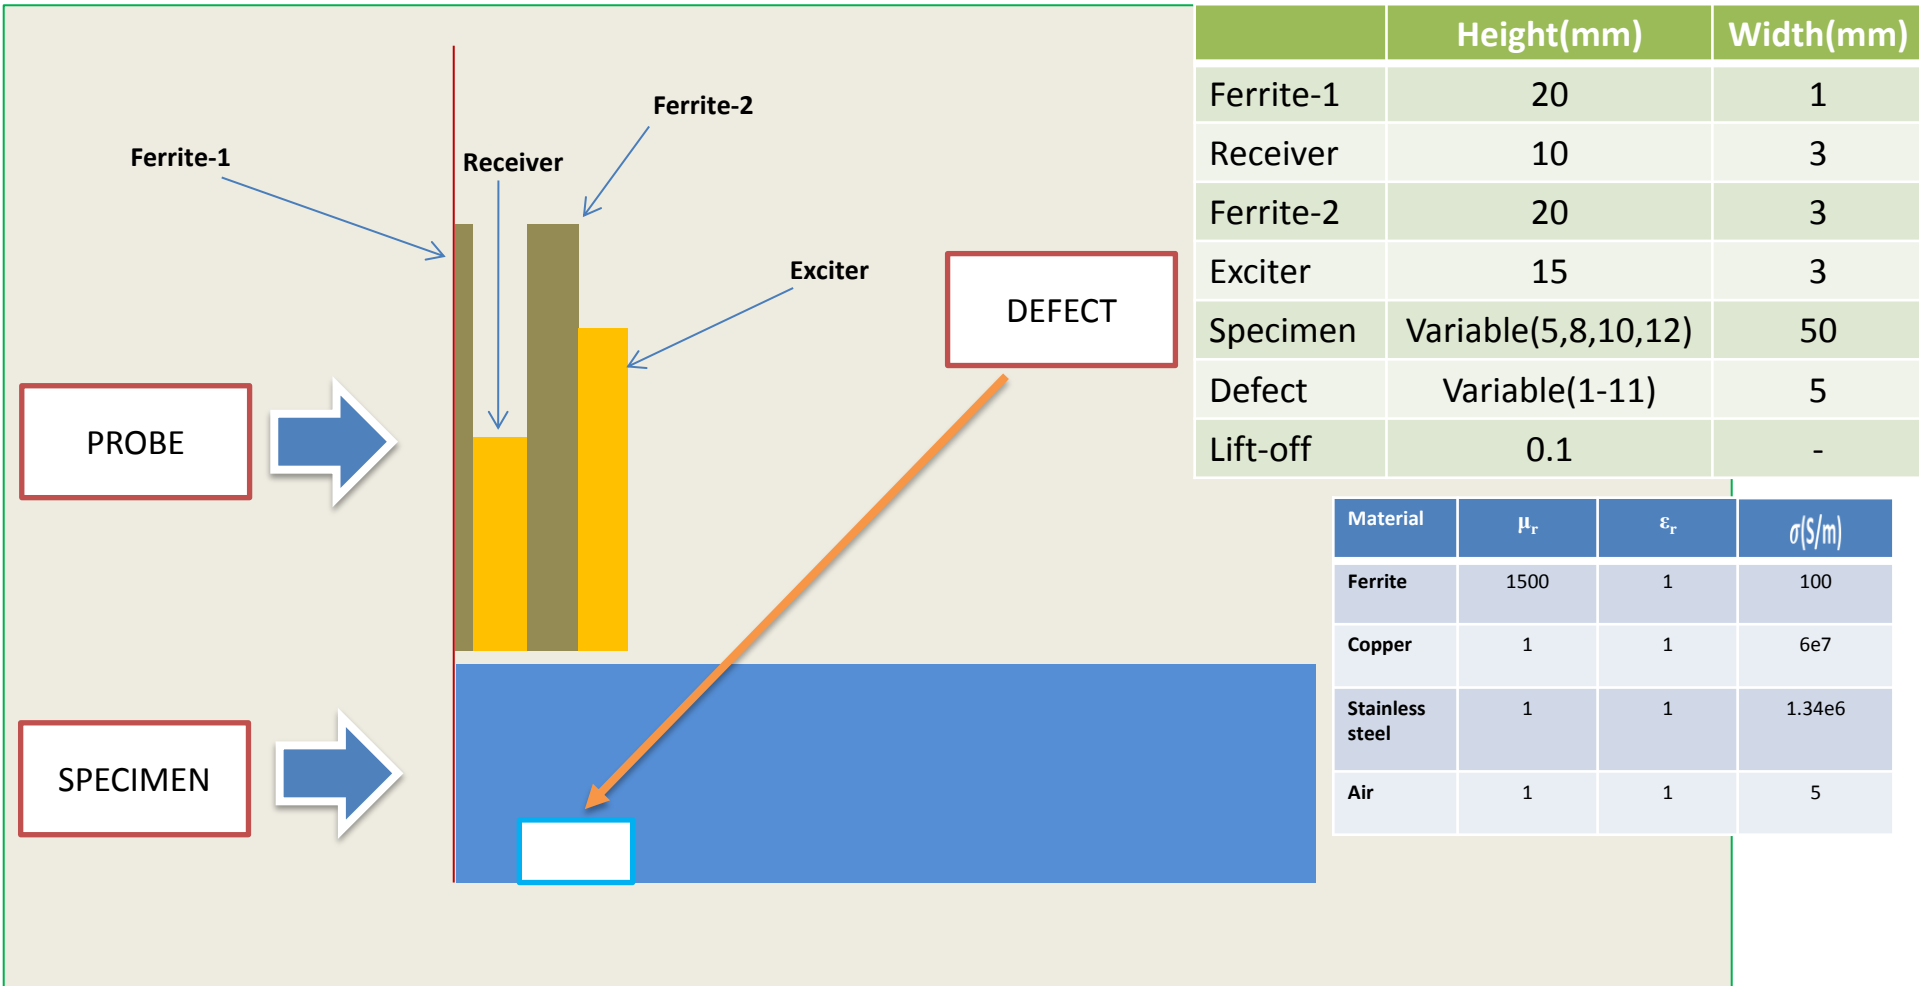 Ferrite-1
Receiver
Ferrite-2
Exciter
DEFECT
PROBE
SPECIMEN
Height(mm) Width(mm)
Ferrite-1 20 1
Receiver 10 3
Ferrite-2 20 3
Exciter 15 3
Specimen Variable(5,8,10,12) 50
Defect Variable(1-11) 5
Lift-off 0.1 -
Material μr εr σ(S/m)
Ferrite 1500 1 100
Copper 1 1 6e7
Stainless
steel 1 1 1.34e6
Air 1 1 5